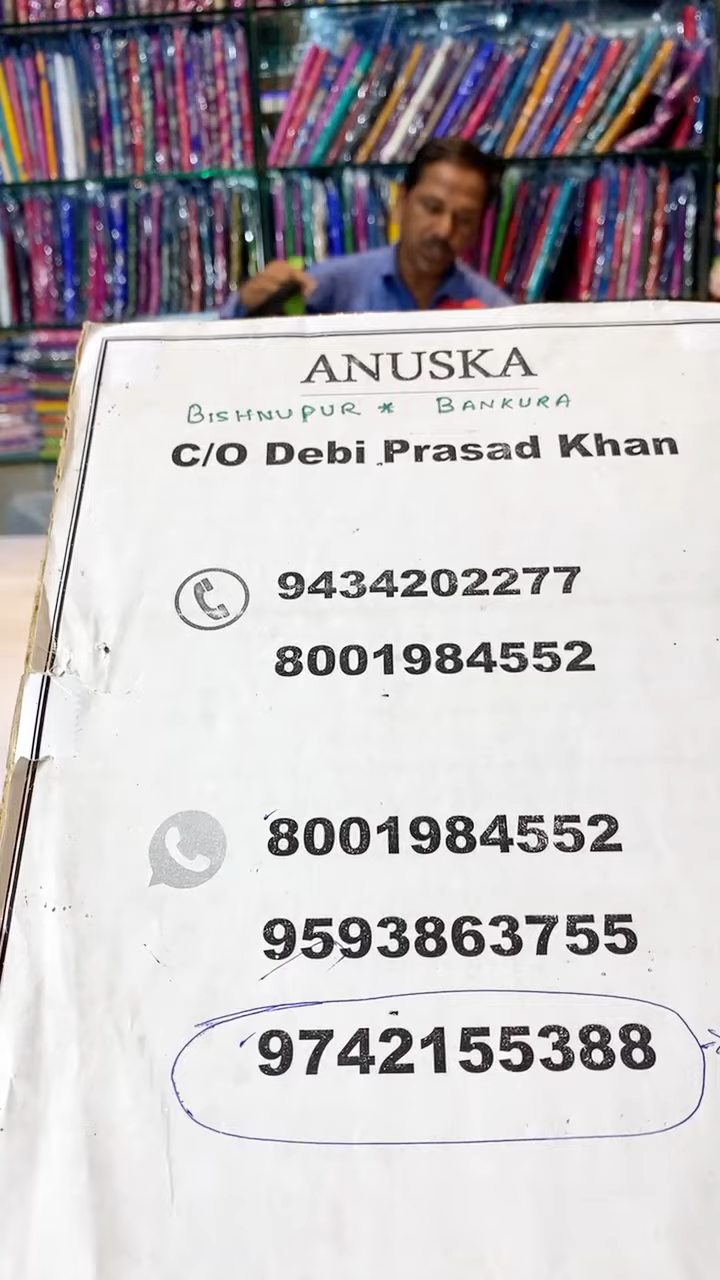 ANUSKA
BISHNUPUR * BANKURA
C/O Debi Prasad Khan
9434202277
8001984552
8001984552
9593863755
9742155388